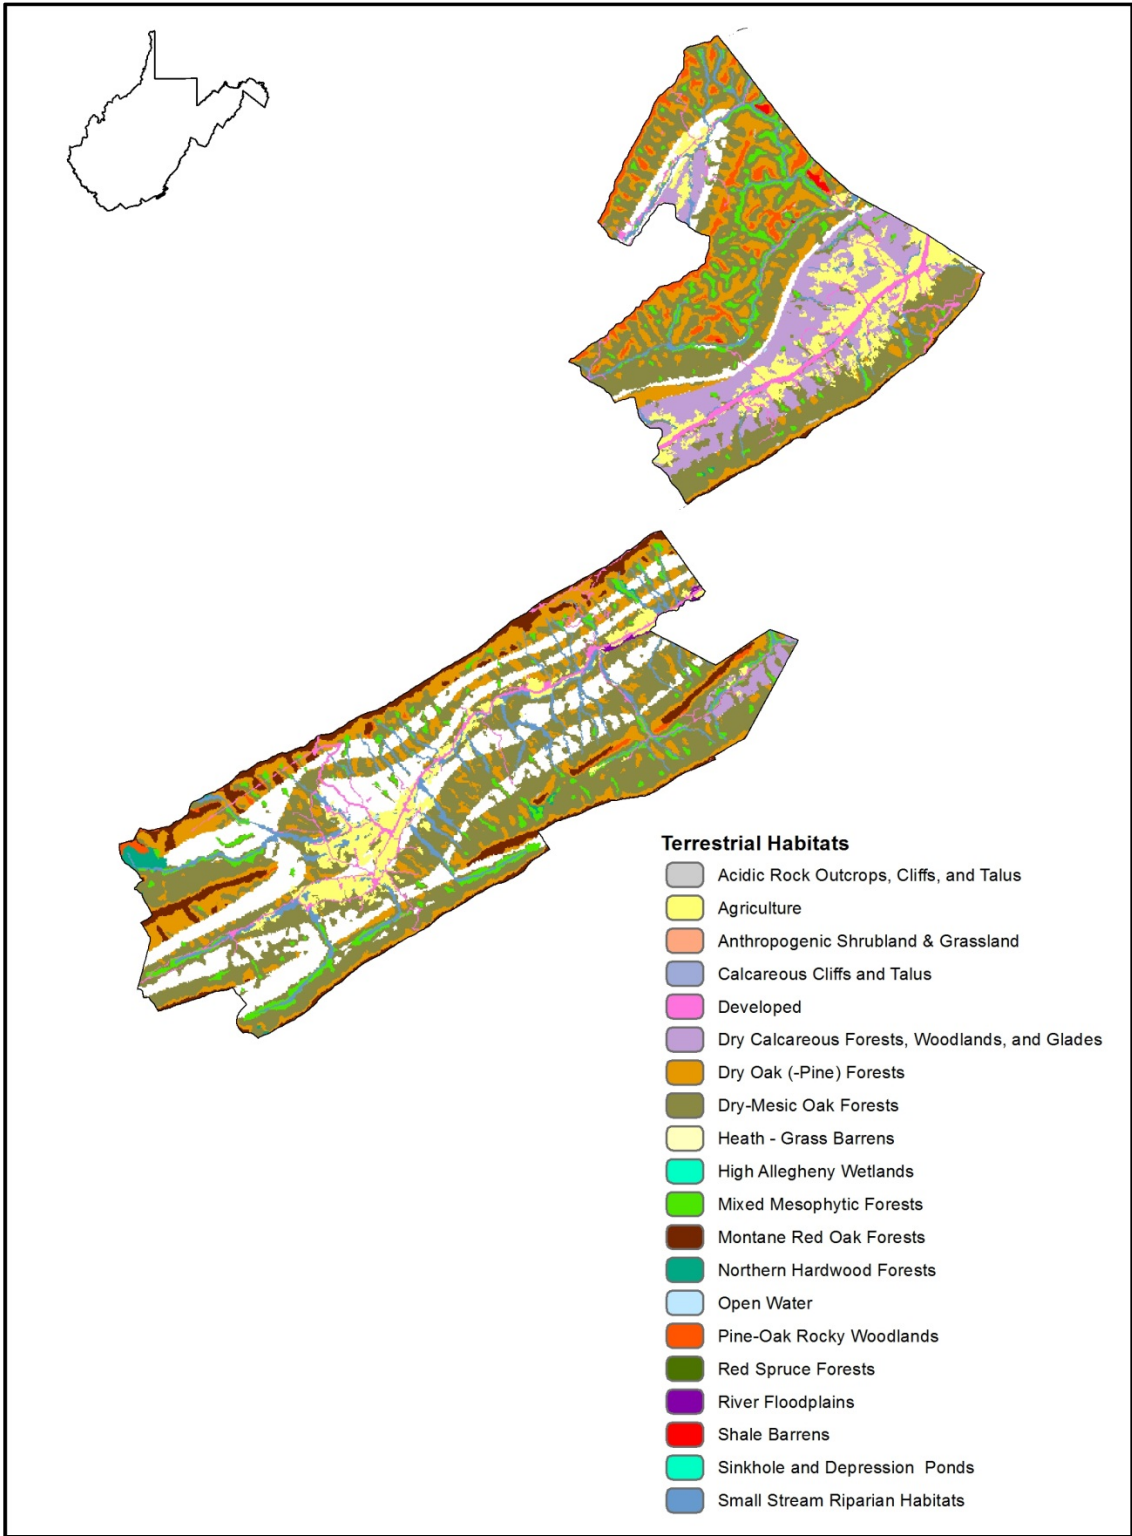 Terrestrial Habitats
Acidic Rock Outcrops, Cliffs, and Talus
Agriculture
Anthropogenic Shrubland & Grassland
Calcareous Cliffs and Talus
Developed
Dry Calcareous Forests, Woodlands, and Glades
Dry Oak (-Pine) Forests
Dry-Mesic Oak Forests
Heath - Grass Barrens
High Allegheny Wetlands
Mixed Mesophytic Forests
Montane Red Oak Forests
Northern Hardwood Forests
Open Water
Pine-Oak Rocky Woodlands
Red Spruce Forests
River Floodplains
Shale Barrens
Sinkhole and Depression  Ponds
Small Stream Riparian Habitats